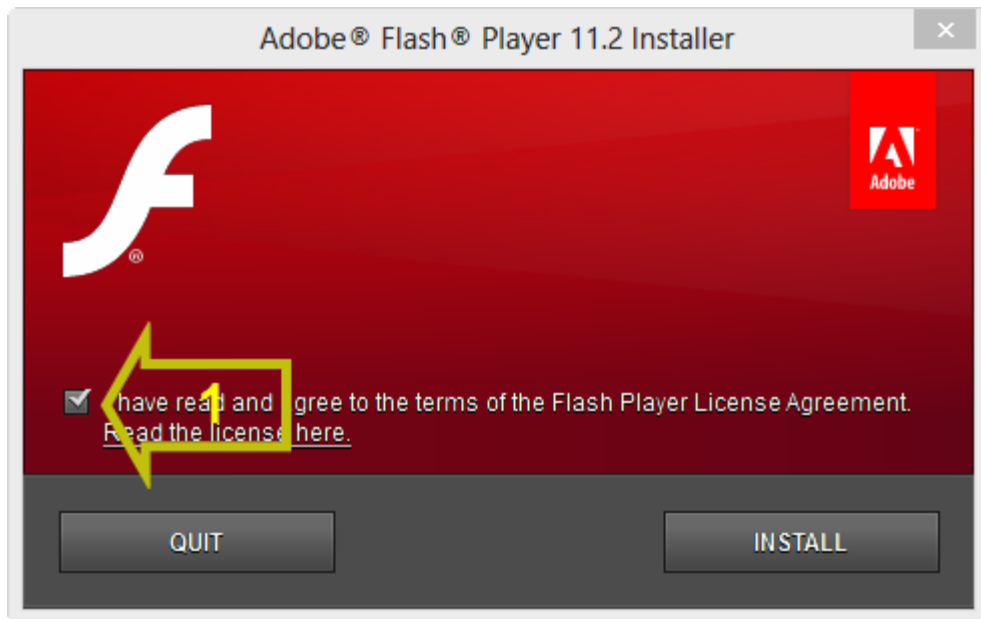 Adobe® Flash® Player 11.2 Installer
Adobe
®
1
have read and gree to the terms of the Flash Player License Agreement.
Read the license here.
QUIT
INSTALL